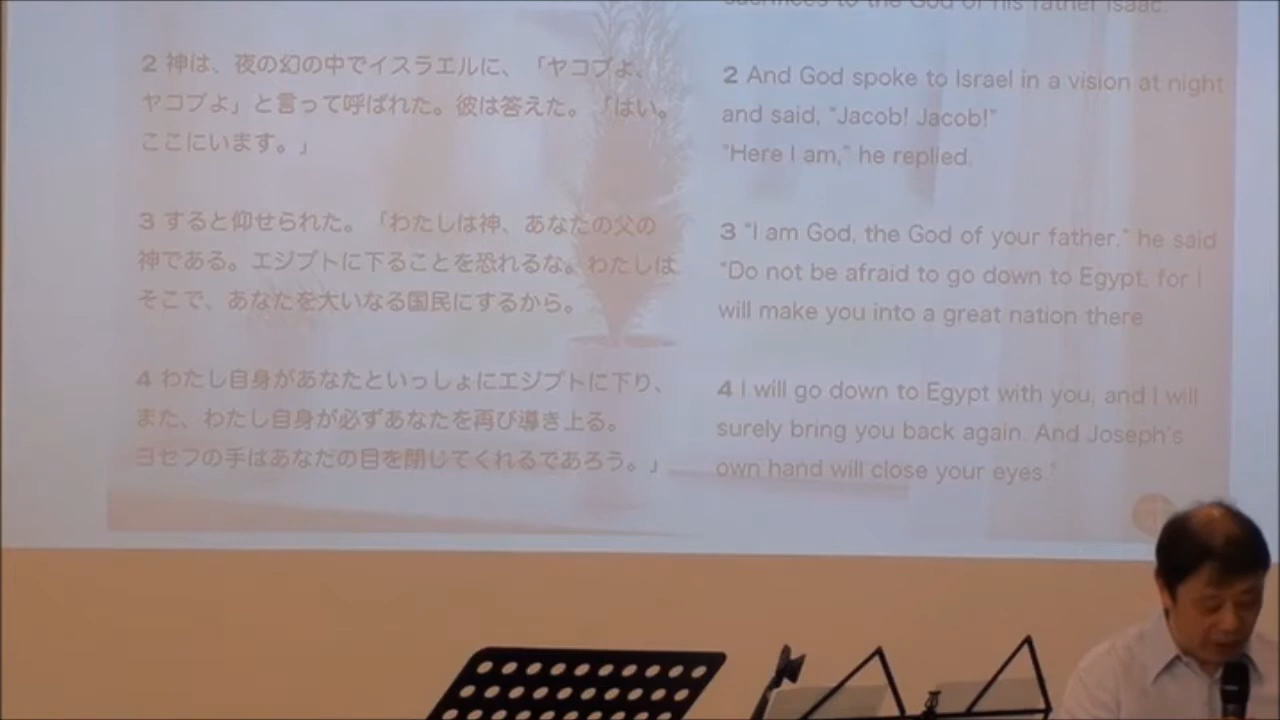 2 神は、夜の幻の中でイスラエルに、「ヤコブよ、
ヤコブよ」と言って呼ばれた。彼は答えた。「はい。
ここにいます。」
3 すると仰せられた。「わたしは神、あなたの父の
神である。エジプトに下ることを恐れるな。わたしは
そこで、あなたを大いなる国民にするから。
4 わたし自身があなたといっしょにエジプトに下り、
また、わたし自身が必ずあなたを再び導き上る。
ヨセフの手はあなたの目を閉じてくれるであろう。」
sacrifices to the God of his father Isaac.
2 And God spoke to Israel in a vision at night
and said, "Jacob! Jacob!"
"Here I am," he replied.
3 "I am God, the God of your father," he said
"Do not be afraid to go down to Egypt, for I
will make you into a great nation there
4 I will go down to Egypt with you, and I will
surely bring you back again. And Joseph's
own hand will close your eyes."